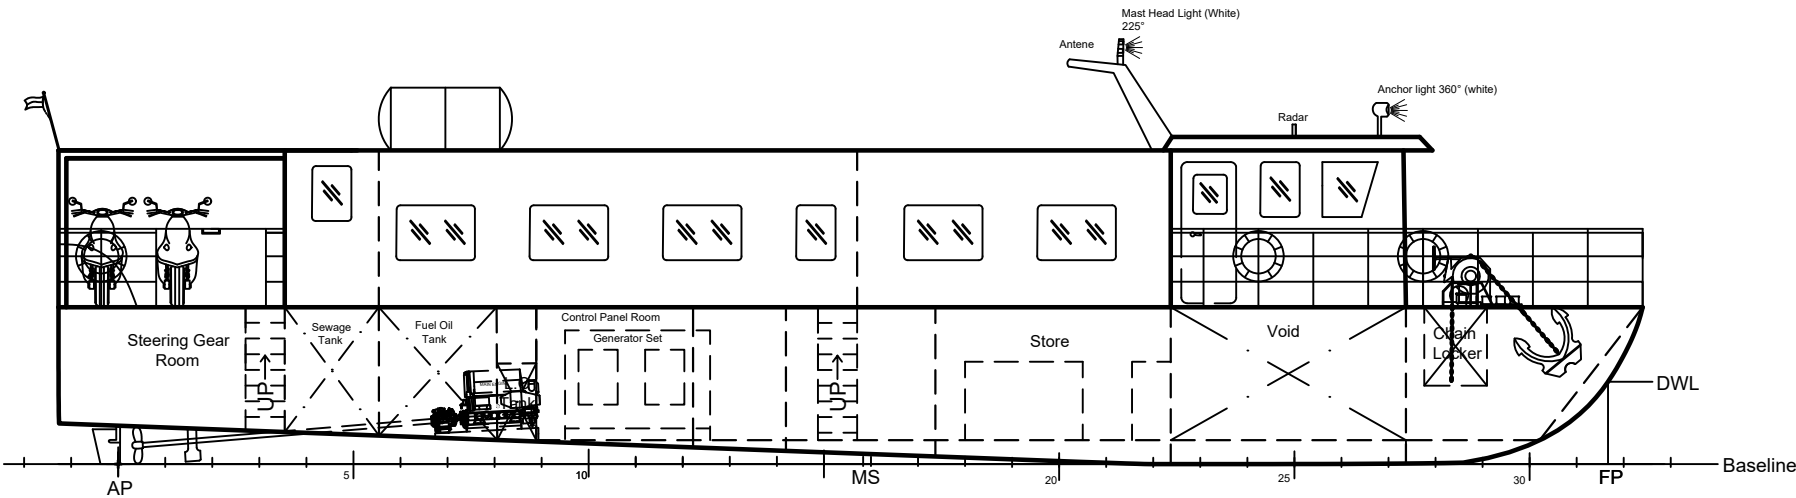 Mast Head Light (White)
225°
Antene
Anchor light 360° (white)
Radar
Steering Gear
Room
UP
Sewage
Tank
Fuel Oil
Tank
Control Panel Room
Generator Set
Tank
UP
Store
Void
Chain
Locker
DWL
Baseline
AP
5
10
MS
20
25
30
FP